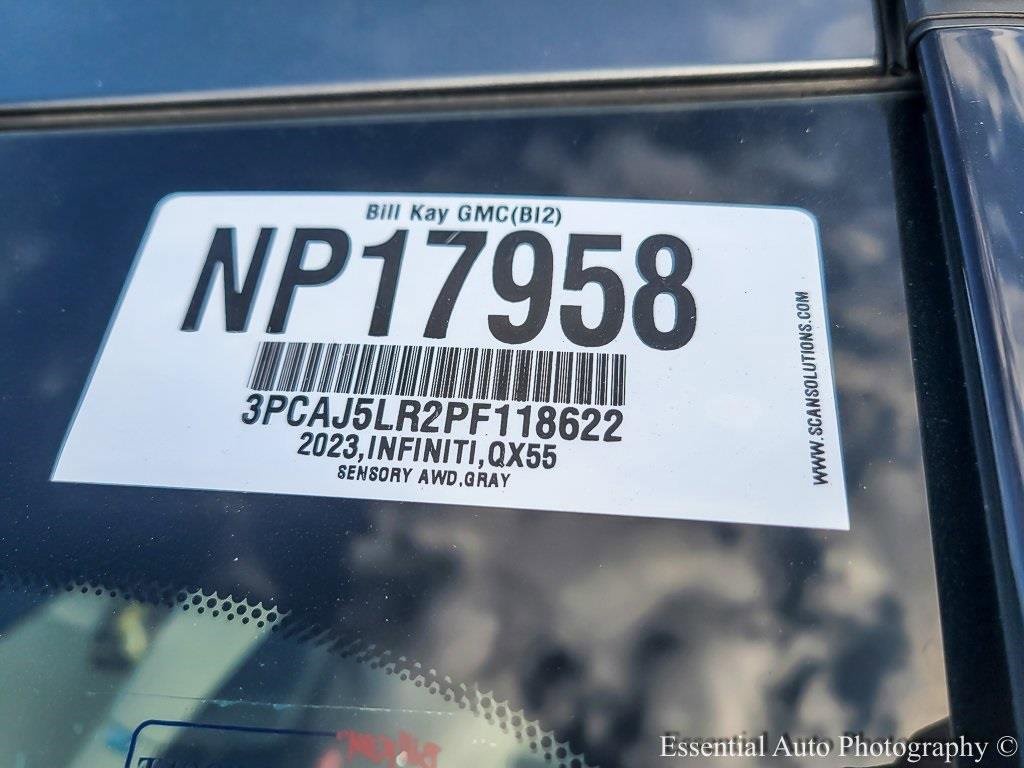 Bill Kay GMC(BI2)
NP17958
3PCAJ5LR2PF118622
2023,INFINITI,QX55
SENSORY AWD,GRAY
WWW.SCANSOLUTIONS.COM
Essential Auto Photography ©